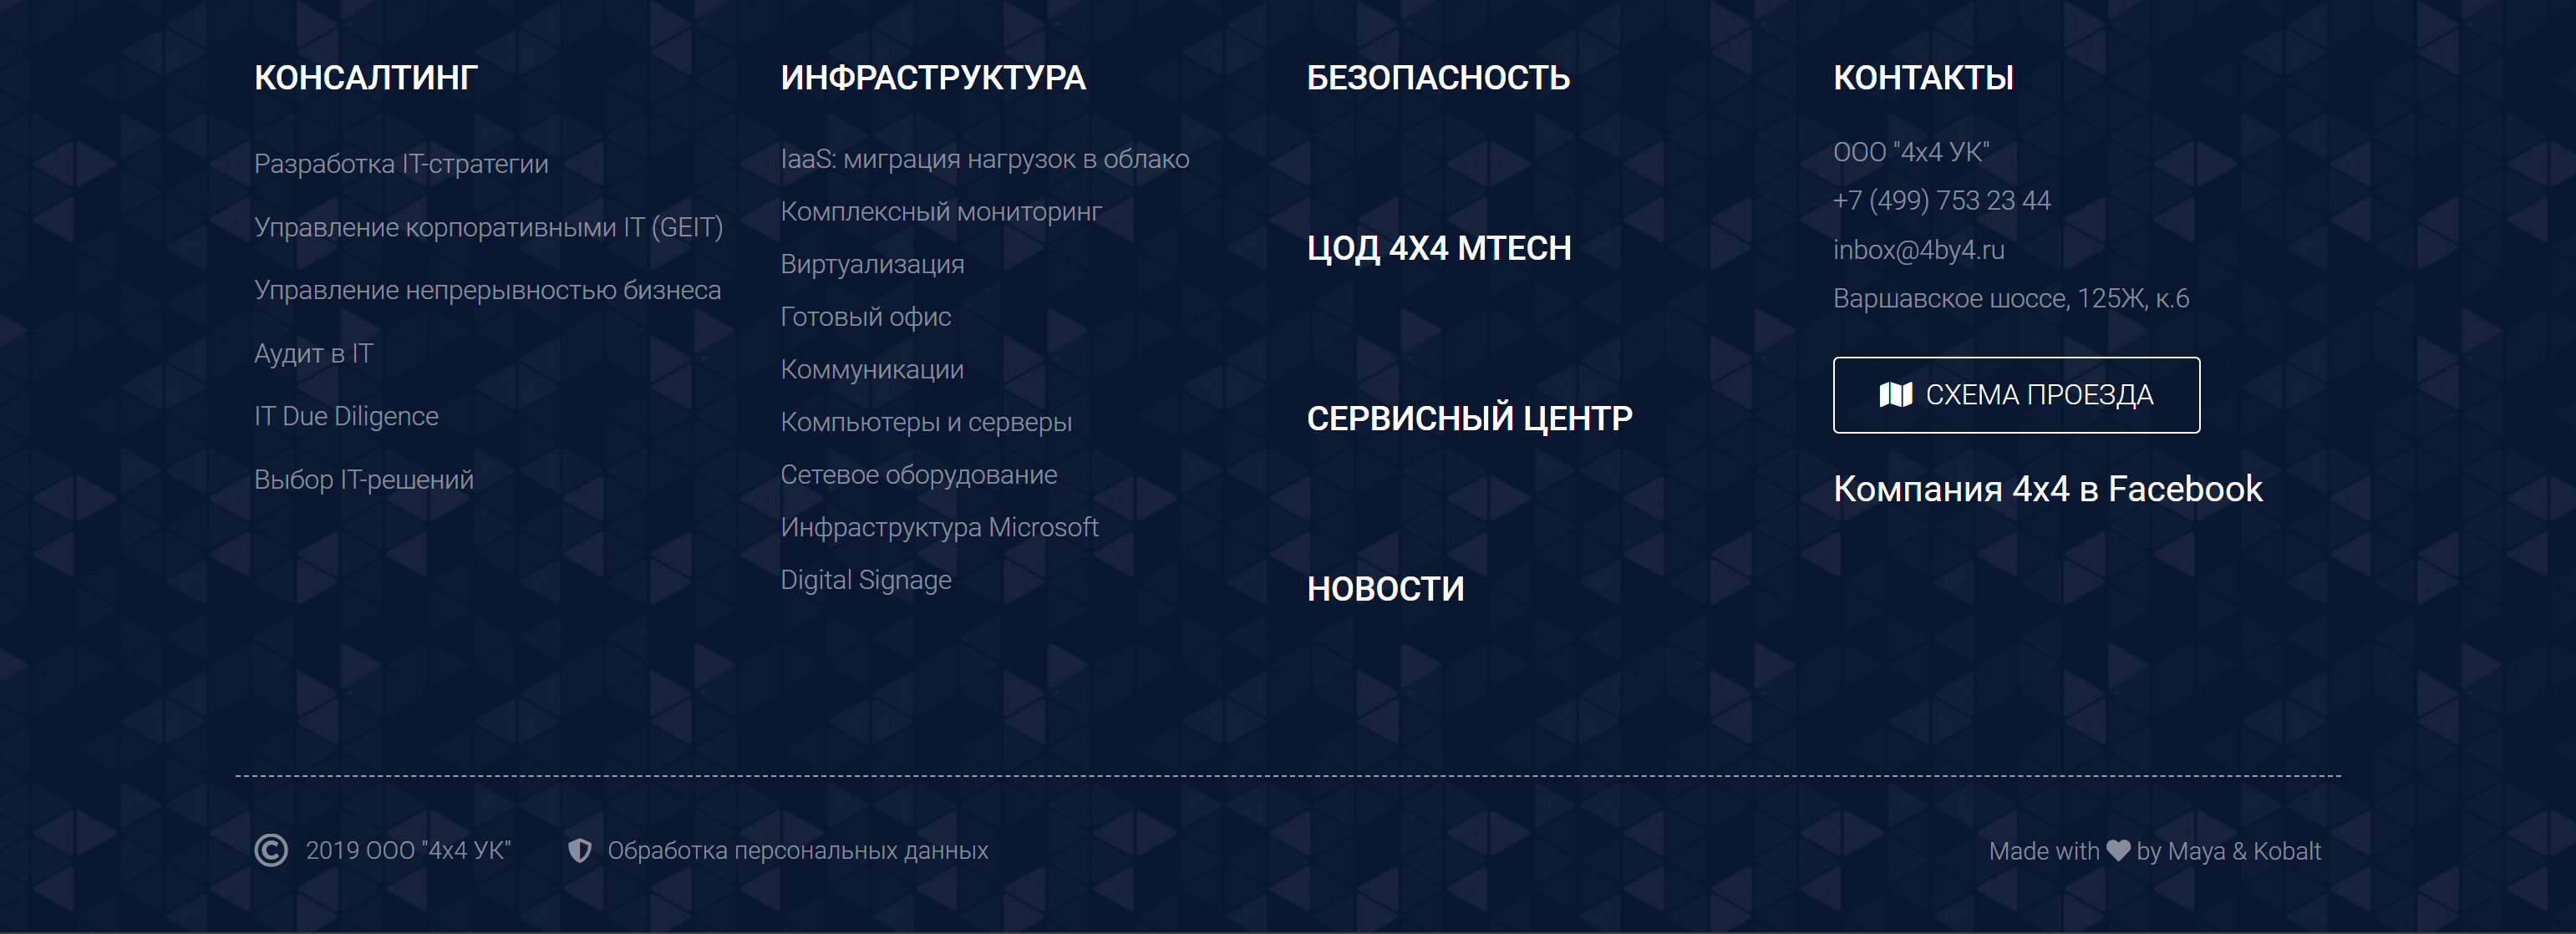 КОНСАЛТИНГ
Разработка IT-стратегии
Управление корпоративными IT (GEIT)
Управление непрерывностью бизнеса
Аудит в IT
IT Due Diligence
Выбор IT-решений
ИНФРАСТРУКТУРА
IaaS: миграция нагрузок в облако
Комплексный мониторинг
Виртуализация
Готовый офис
Коммуникации
Компьютеры и серверы
Сетевое оборудование
Инфраструктура Microsoft
Digital Signage
БЕЗОПАСНОСТЬ
ЦОД 4X4 MTECH
СЕРВИСНЫЙ ЦЕНТР
НОВОСТИ
КОНТАКТЫ
ООО "4x4 УК"
+7 (499) 753 23 44
inbox@4by4.ru
Варшавское шоссе, 125Ж, к.6
СХЕМА ПРОЕЗДА
Компания 4x4 в Facebook
© 2019 ООО "4x4 УК"
Обработка персональных данных
Made with ♥ by Maya & Kobalt